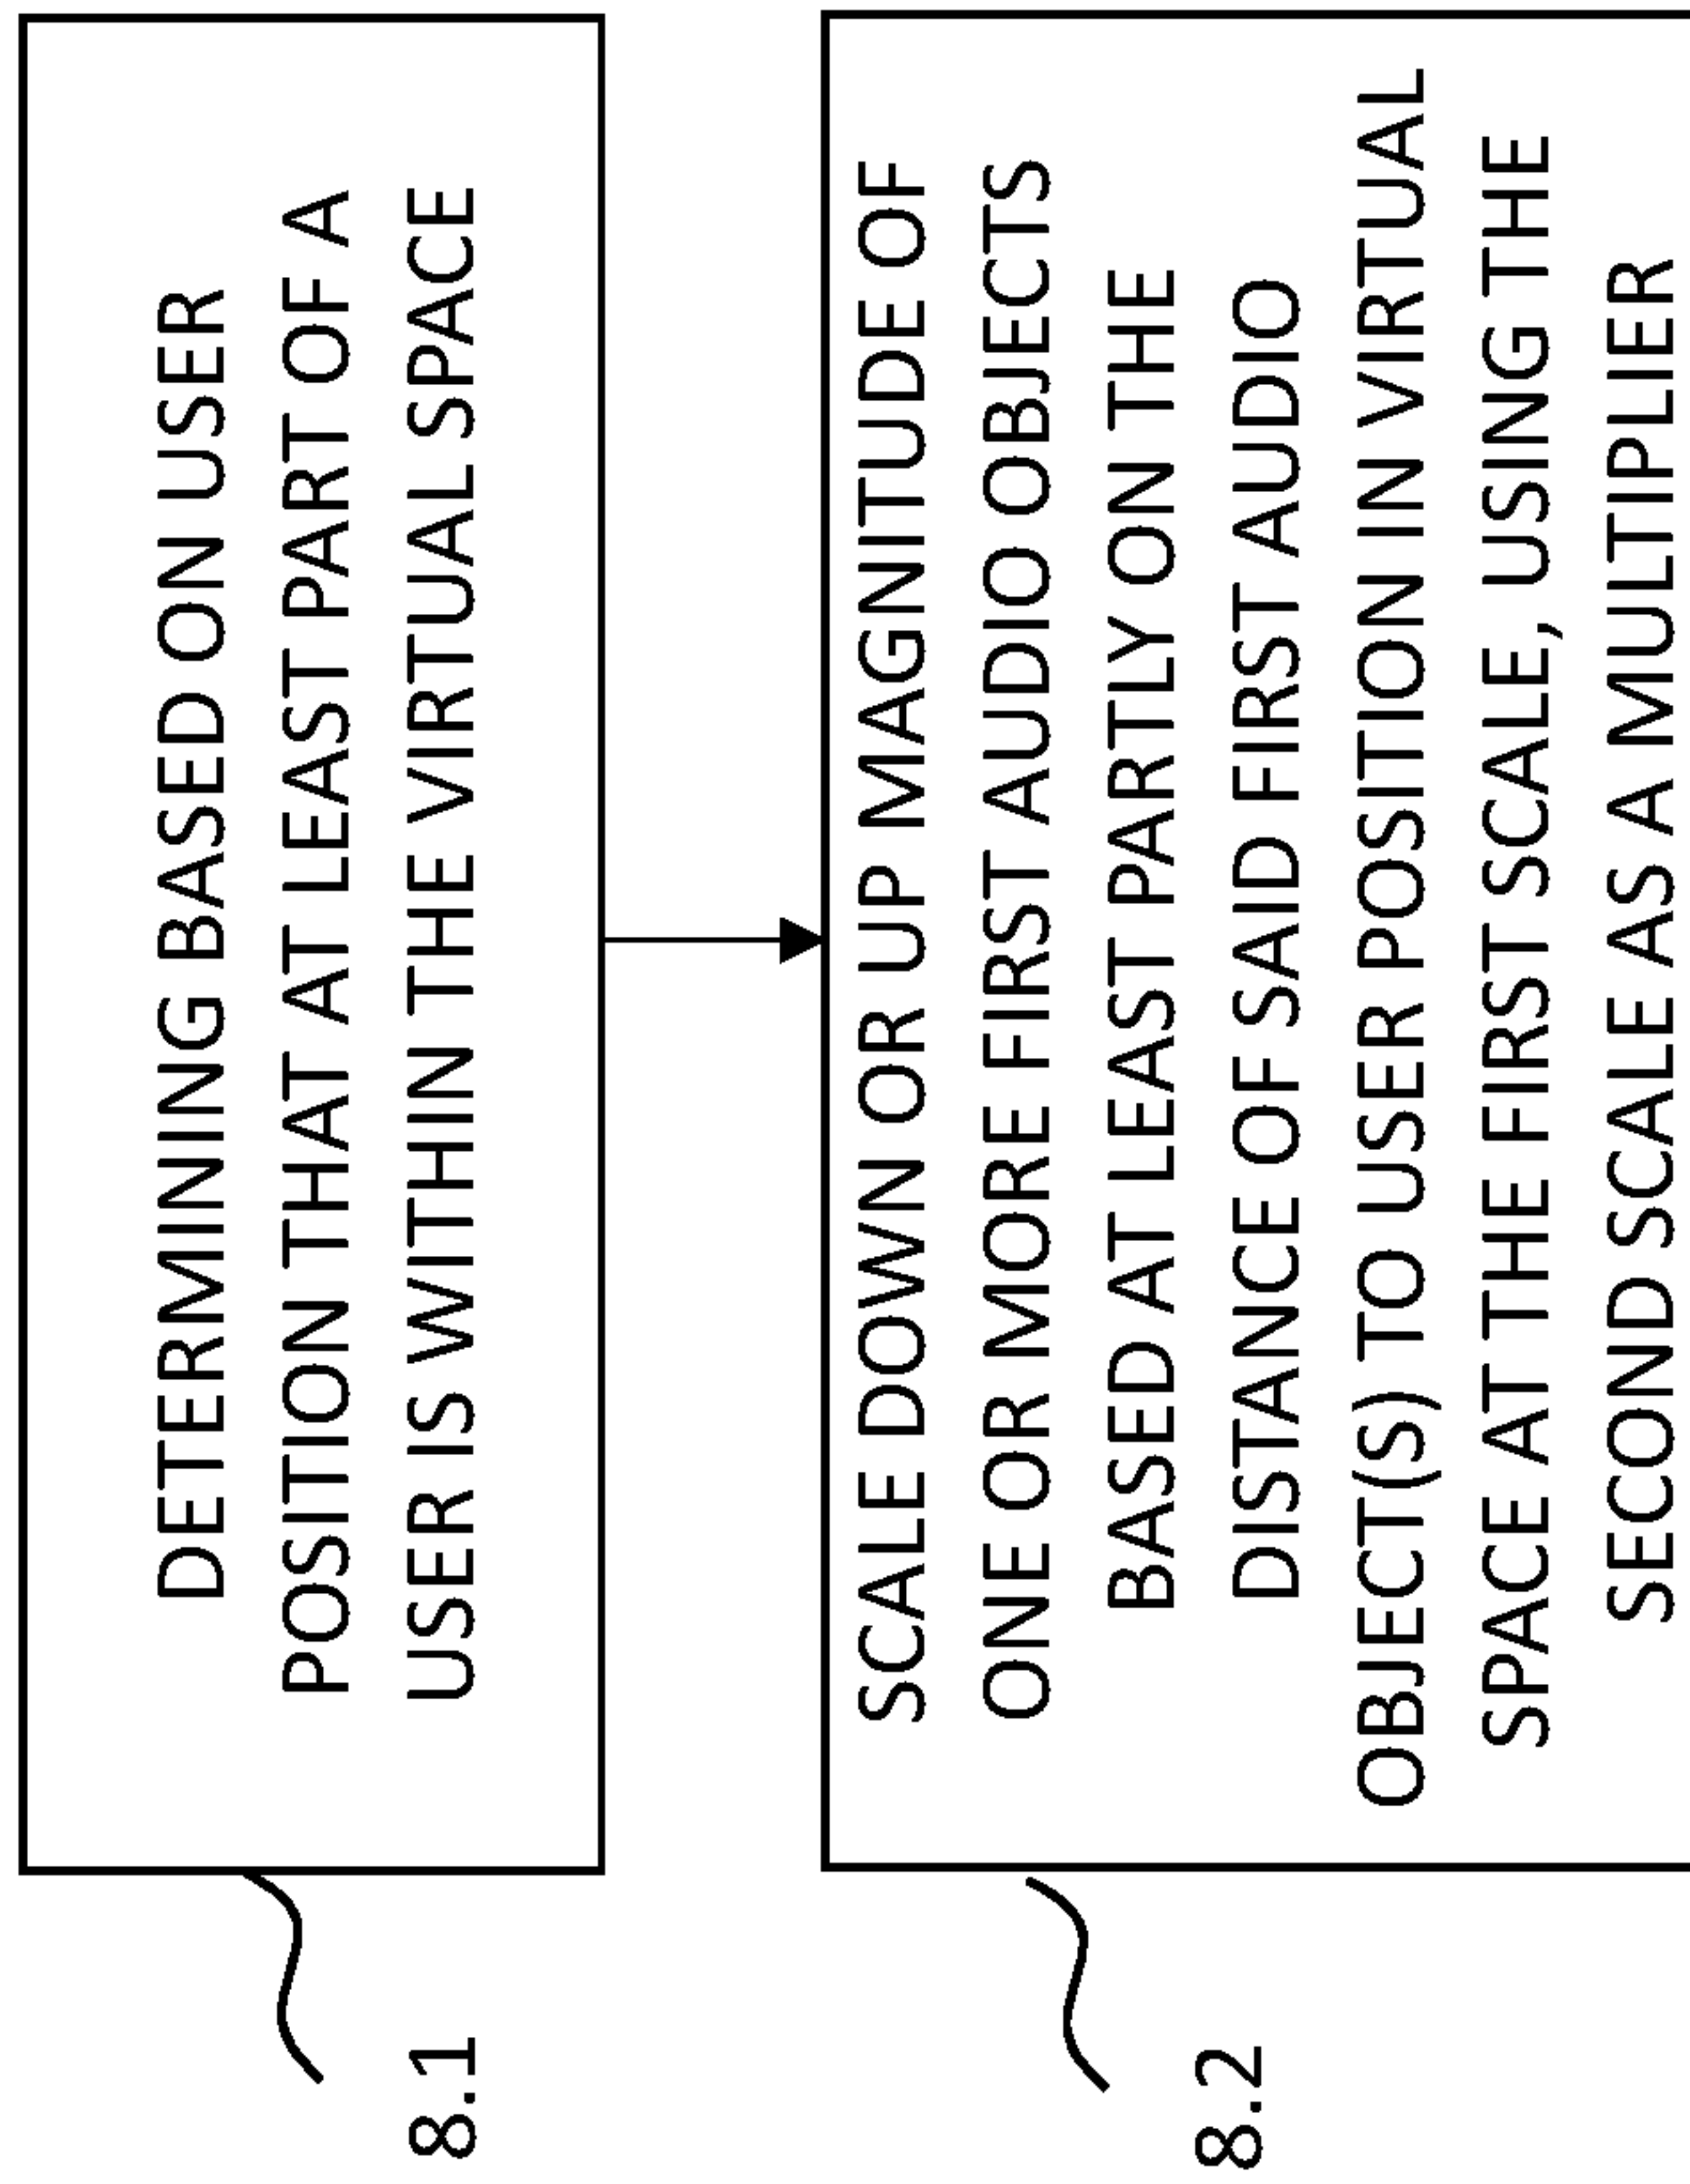 DETERMINING BASED ON USER
POSITION THAT AT LEAST PART OF A
USER IS WITHIN THE VIRTUAL SPACE
8.1
SCALE DOWN OR UP MAGNITUDE OF
ONE OR MORE FIRST AUDIO OBJECTS
BASED AT LEAST PARTLY ON THE
DISTANCE OF SAID FIRST AUDIO
OBJECT(S) TO USER POSITION IN VIRTUAL
SPACE AT THE FIRST SCALE, USING THE
SECOND SCALE AS A MULTIPLIER
8.2